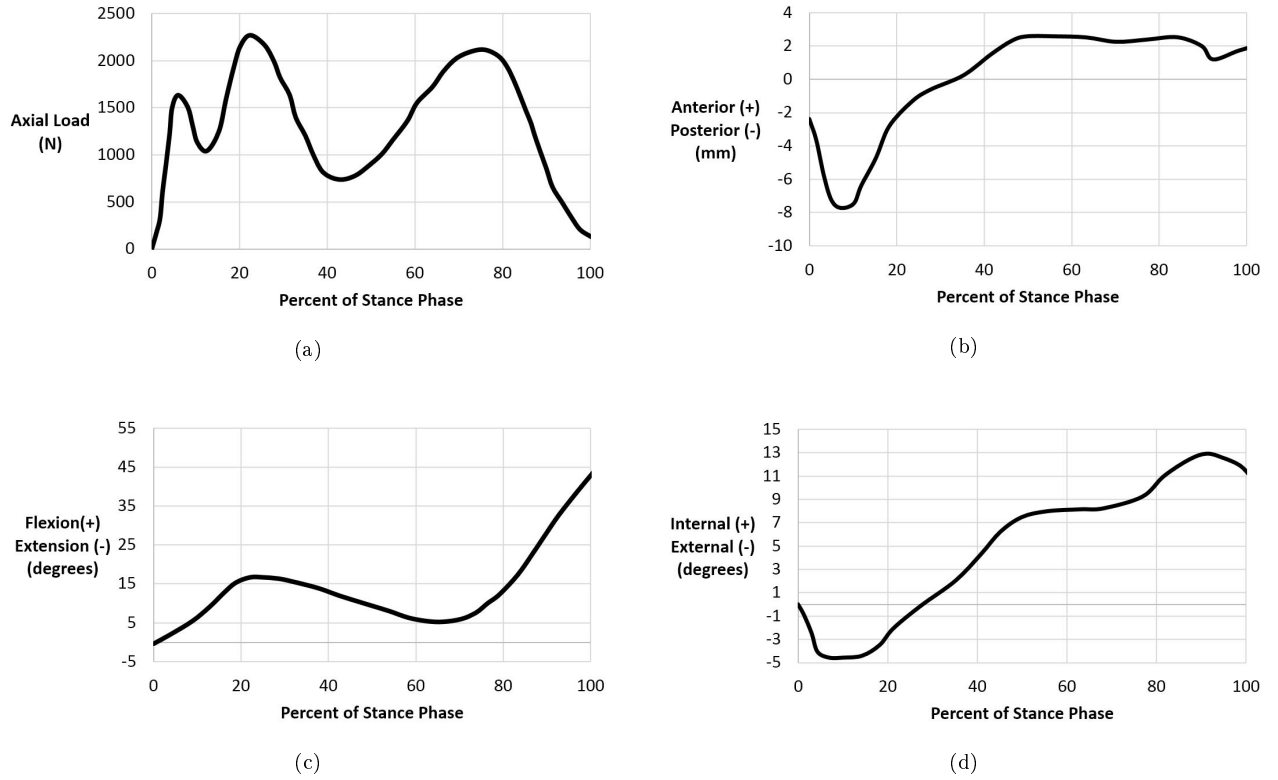 2500
2000
1500
1000
500
0
Axial Load
(N)
0 20 40 60 80 100
Percent of Stance Phase
(a)
4
2
0
-2
-4
-6
-8
-10
Anterior (+)
Posterior (-)
(mm)
0 20 40 60 80 100
Percent of Stance Phase
(b)
55
45
35
25
15
5
-5
Flexion(+)
Extension (-)
(degrees)
0 20 40 60 80 100
Percent of Stance Phase
(c)
15
13
11
9
7
5
3
1
-1
-3
-5
Internal (+)
External (-)
(degrees)
0 20 40 60 80 100
Percent of Stance Phase
(d)